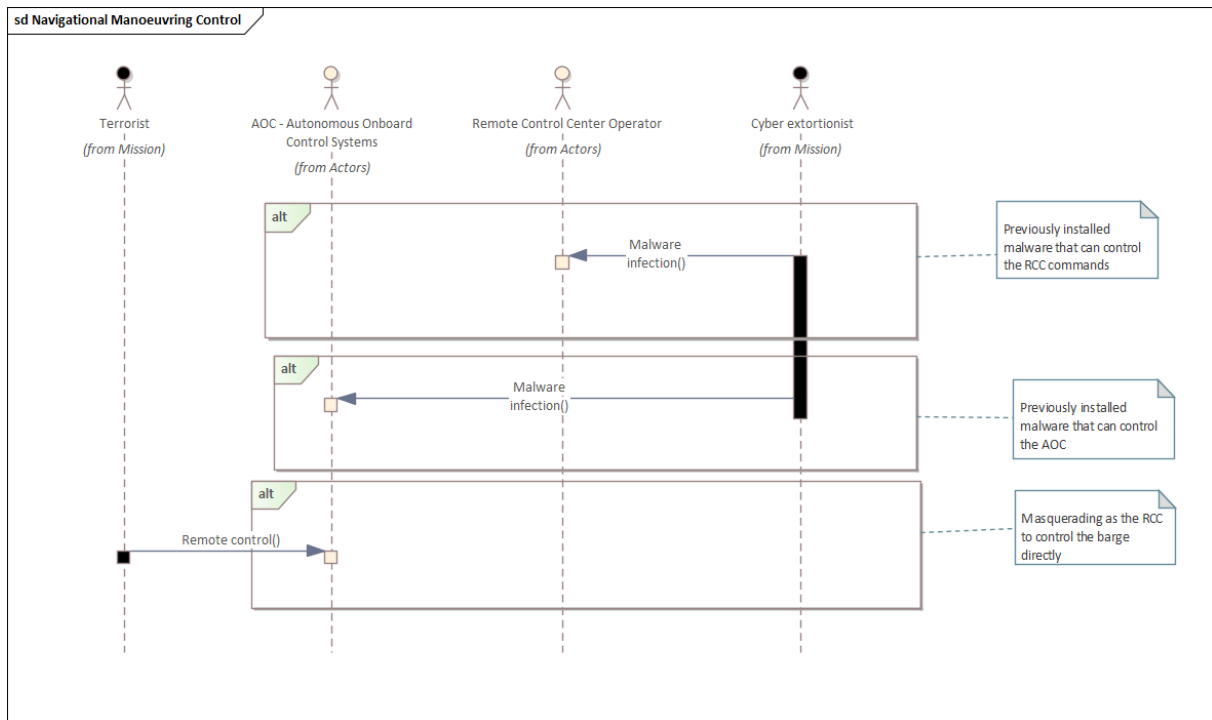 sd Navigational Manoeuvring Control
Terrorist
(from Mission)
AOC - Autonomous Onboard
Control Systems
(from Actors)
Remote Control Center Operator
(from Actors)
Cyber extortionist
(from Mission)
alt
Malware
infection()
Previously installed
malware that can control
the RCC commands
alt
Malware
infection()
Previously installed
malware that can control
the AOC
alt
Remote control()
Masquerading as the RCC
to control the barge
directly